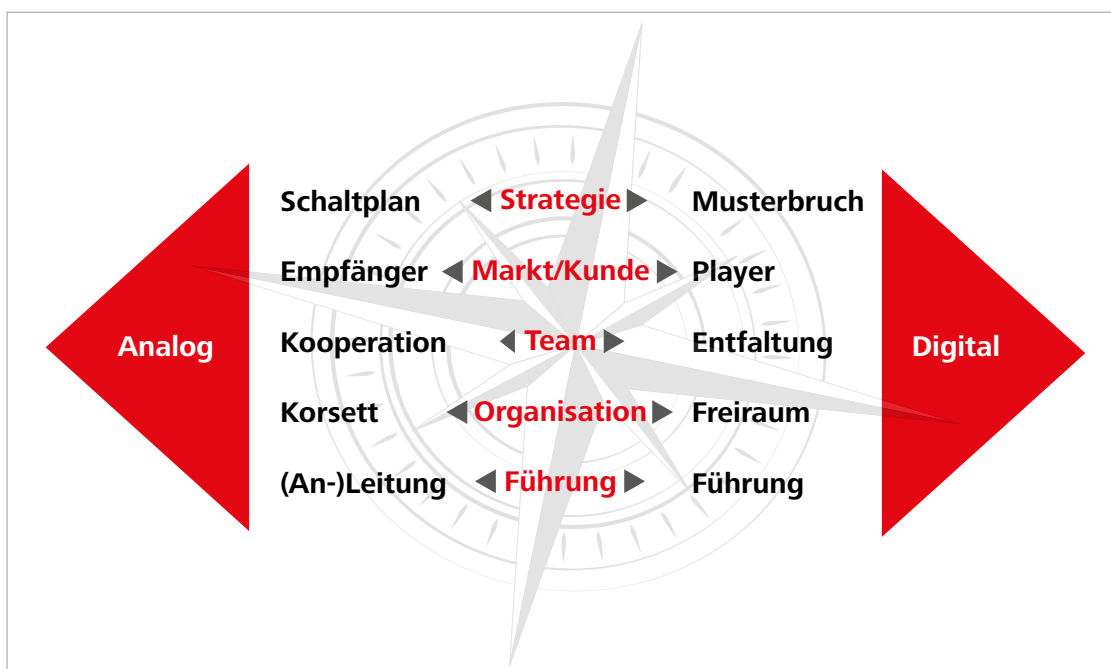 Schaltplan Strategie Musterbruch
Empfänger Markt/Kunde Player
Analog Kooperation Team Entfaltung Digital
Korsett Organisation Freiraum
(An-)Leitung Führung Führung